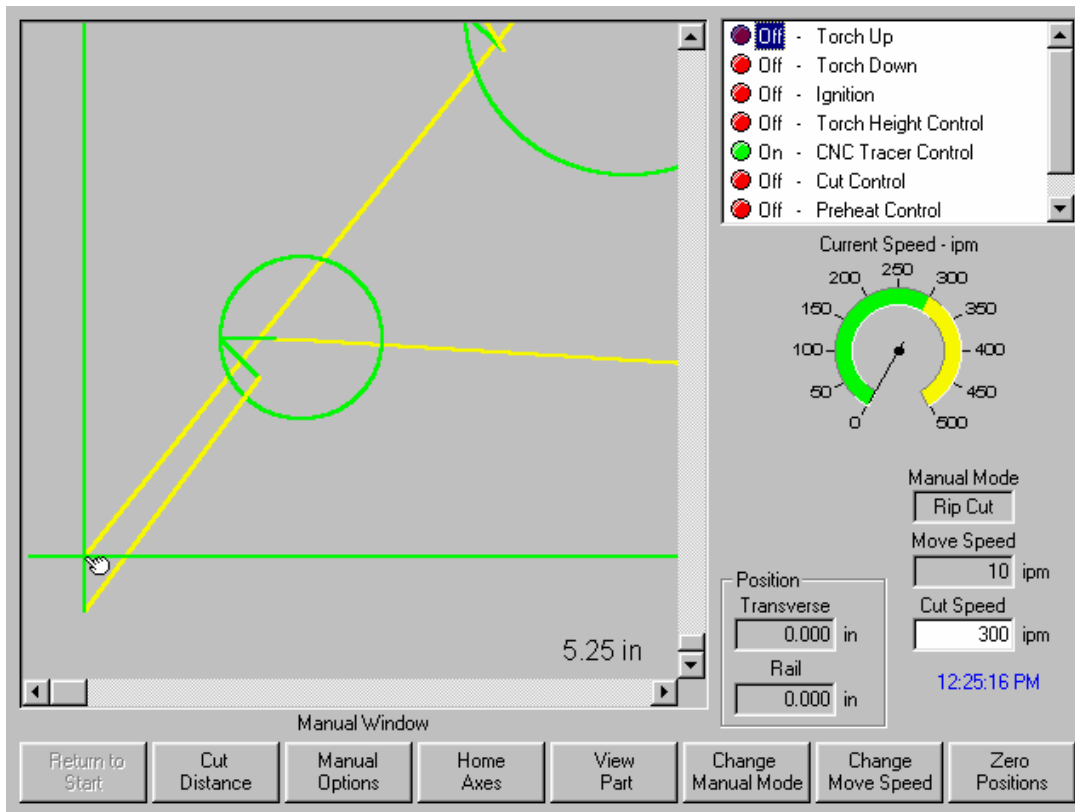 Off - Torch Up
Off - Torch Down
Off - Ignition
Off - Torch Height Control
On - CNC Tracer Control
Off - Cut Control
Off - Preheat Control
Current Speed - ipm
0
50
100
150
200
250
300
350
400
450
500
Manual Mode
Rip Cut
Move Speed
10 ipm
Cut Speed
300 ipm
Position
Transverse
0.000 in
Rail
0.000 in
12:25:16 PM
5.25 in
Manual Window
Return to
Start
Cut
Distance
Manual
Options
Home
Axes
View
Part
Change
Manual Mode
Change
Move Speed
Zero
Positions